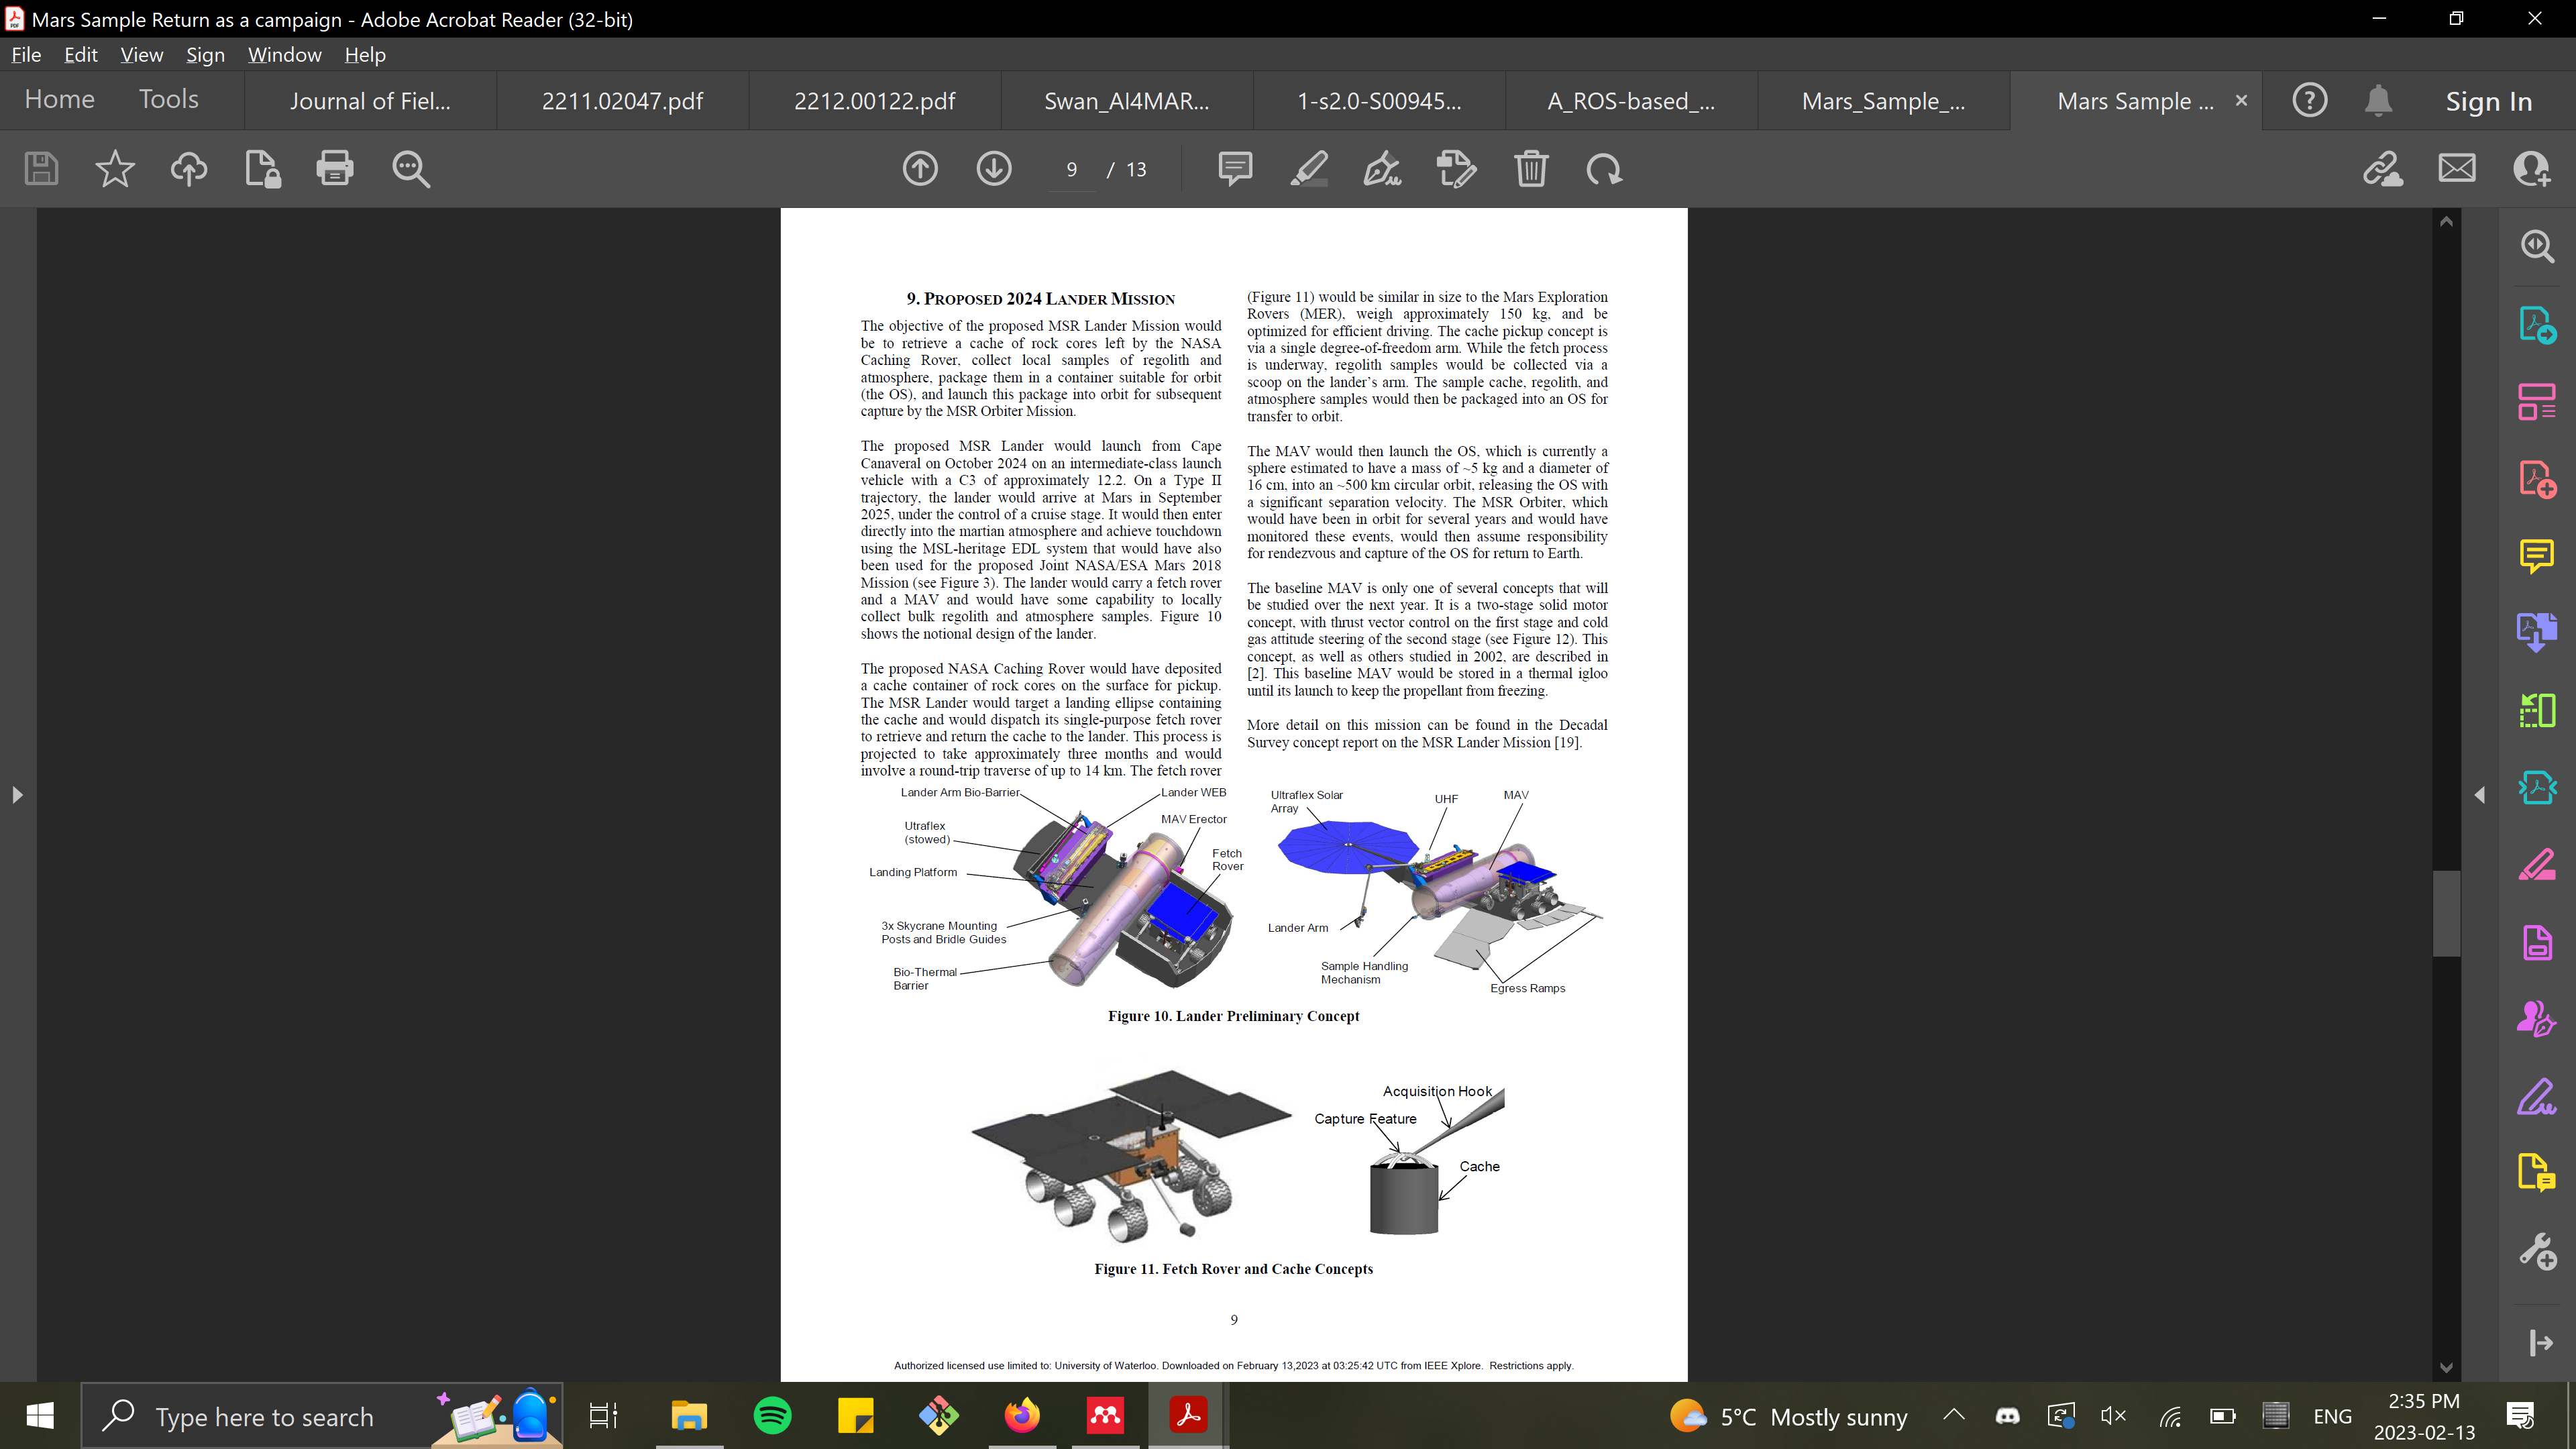 Mars Sample Return as a campaign - Adobe Acrobat Reader (32-bit)
File Edit View Sign Window Help
Home Tools Journal of Fiel... 2211.02047.pdf 2212.00122.pdf Swan_AI4MAR... 1-s2.0-S00945... A_ROS-based_... Mars_Sample_... Mars Sample ... Sign In
9 / 13
9. PROPOSED 2024 LANDER MISSION
The objective of the proposed MSR Lander Mission would
be to retrieve a cache of rock cores left by the NASA
Caching Rover, collect local samples of regolith and
atmosphere, package them in a container suitable for orbit
(the OS), and launch this package into orbit for subsequent
capture by the MSR Orbiter Mission.
The proposed MSR Lander would launch from Cape
Canaveral on October 2024 on an intermediate-class launch
vehicle with a C3 of approximately 12.2. On a Type II
trajectory, the lander would arrive at Mars in September
2025, under the control of a cruise stage. It would then enter
directly into the martian atmosphere and achieve touchdown
using the MSL-heritage EDL system that would have also
been used for the proposed Joint NASA/ESA Mars 2018
Mission (see Figure 3). The lander would carry a fetch rover
and a MAV and would have some capability to locally
collect bulk regolith and atmosphere samples. Figure 10
shows the notional design of the lander.
The proposed NASA Caching Rover would have deposited
a cache container of rock cores on the surface for pickup.
The MSR Lander would target a landing ellipse containing
the cache and would dispatch its single-purpose fetch rover
to retrieve and return the cache to the lander. This process is
projected to take approximately three months and would
involve a round-trip traverse of up to 14 km. The fetch rover
(Figure 11) would be similar in size to the Mars Exploration
Rovers (MER), weigh approximately 150 kg, and be
optimized for efficient driving. The cache pickup concept is
via a single degree-of-freedom arm. While the fetch process
is underway, regolith samples would be collected via a
scoop on the lander's arm. The sample cache, regolith, and
atmosphere samples would then be packaged into an OS for
transfer to orbit.
The MAV would then launch the OS, which is currently a
sphere estimated to have a mass of ~5 kg and a diameter of
16 cm, into an ~500 km circular orbit, releasing the OS with
a significant separation velocity. The MSR Orbiter, which
would have been in orbit for several years and would have
monitored these events, would then assume responsibility
for rendezvous and capture of the OS for return to Earth.
The baseline MAV is only one of several concepts that will
be studied over the next year. It is a two-stage solid motor
concept, with thrust vector control on the first stage and cold
gas attitude steering of the second stage (see Figure 12). This
concept, as well as others studied in 2002, are described in
[2]. This baseline MAV would be stored in a thermal igloo
until its launch to keep the propellant from freezing.
More detail on this mission can be found in the Decadal
Survey concept report on the MSR Lander Mission [19].
Lander Arm Bio-Barrier
Lander WEB
Utraflex
(stowed)
MAV Erector
Fetch
Rover
Landing Platform
3x Skycrane Mounting
Posts and Bridle Guides
Bio-Thermal
Barrier
Ultraflex Solar
Array
UHF
MAV
Lander Arm
Sample Handling
Mechanism
Egress Ramps
Figure 10. Lander Preliminary Concept
Acquisition Hook
Capture Feature
Cache
Figure 11. Fetch Rover and Cache Concepts
9
Authorized licensed use limited to: University of Waterloo. Downloaded on February 13,2023 at 03:25:42 UTC from IEEE Xplore. Restrictions apply.
Type here to search
5°C Mostly sunny
ENG
2:35 PM
2023-02-13